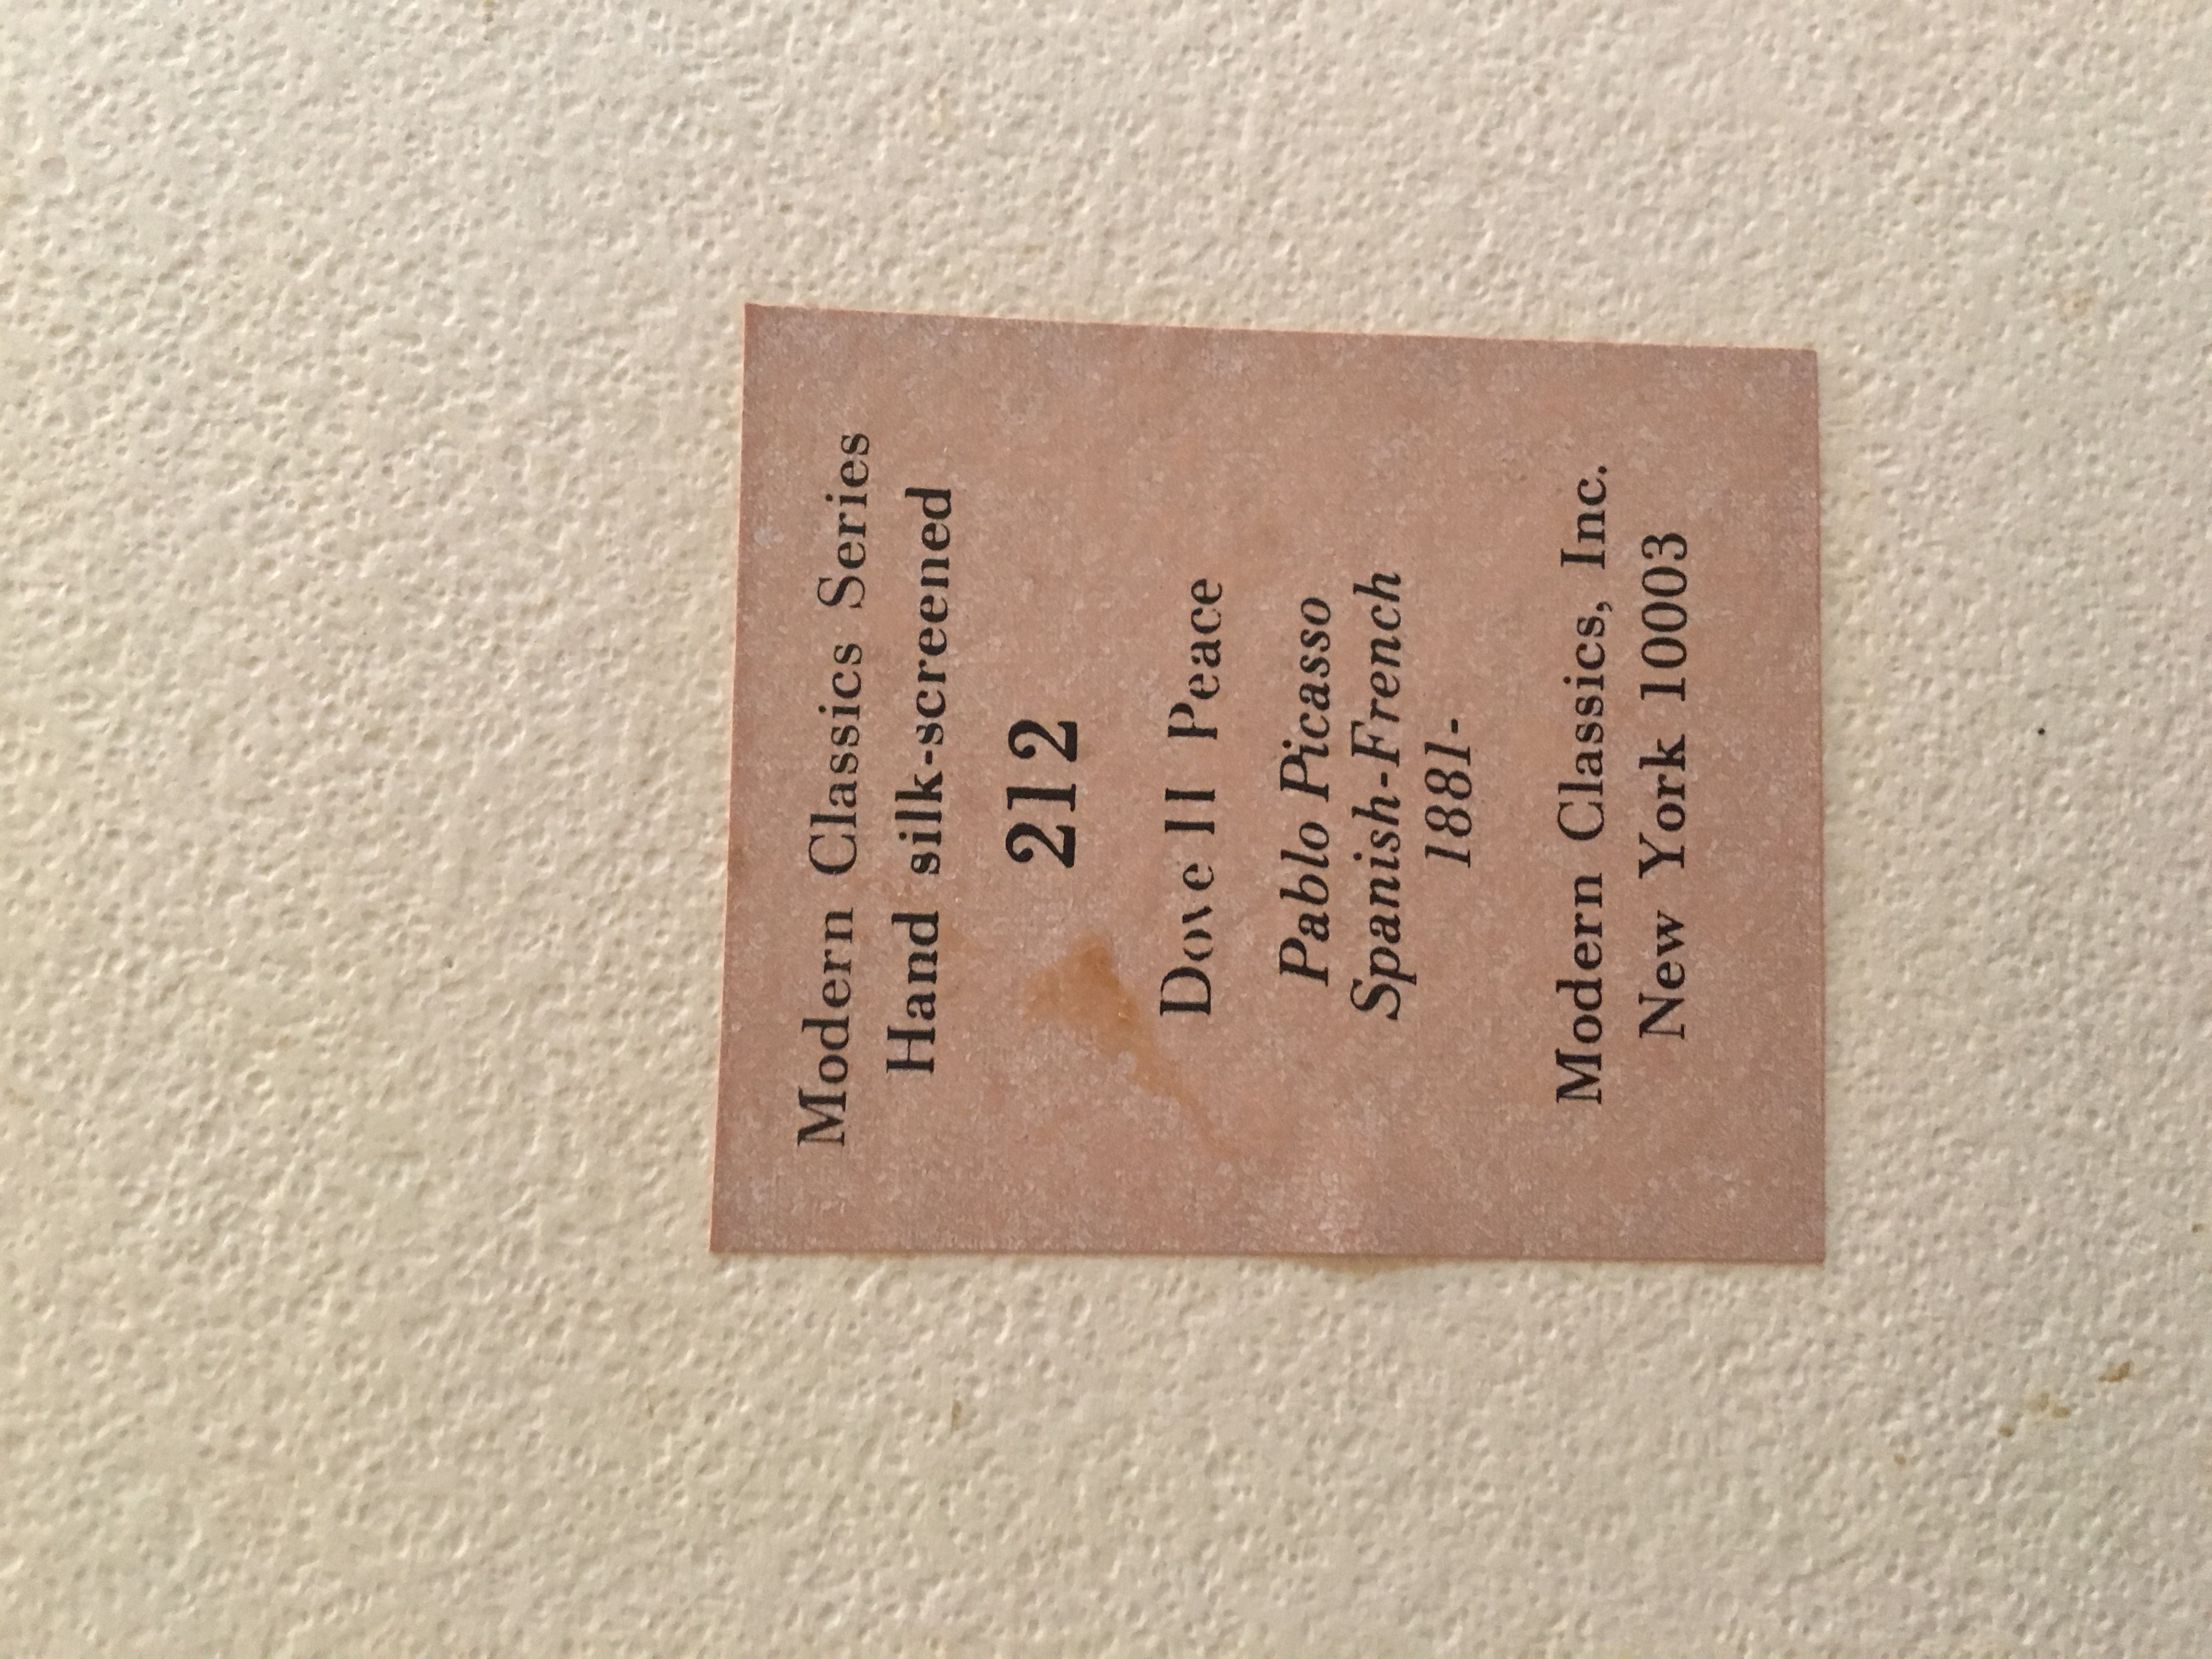 Modern Classics Series
Hand silk-screened
212
Dove II Peace
Pablo Picasso
Spanish-French
1881-
Modern Classics, Inc.
New York 10003